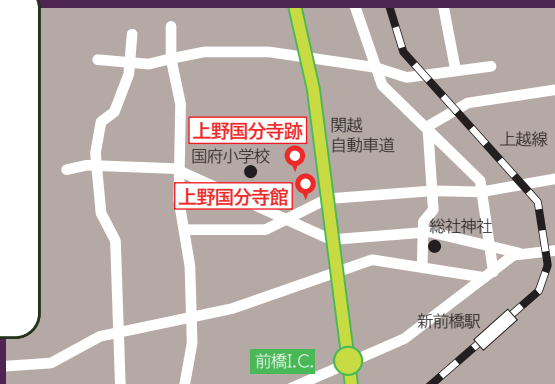 上野国分寺跡
関越
自動車道
上越線
国府小学校
上野国分寺館
総社神社
新前橋駅
前橋I.C.